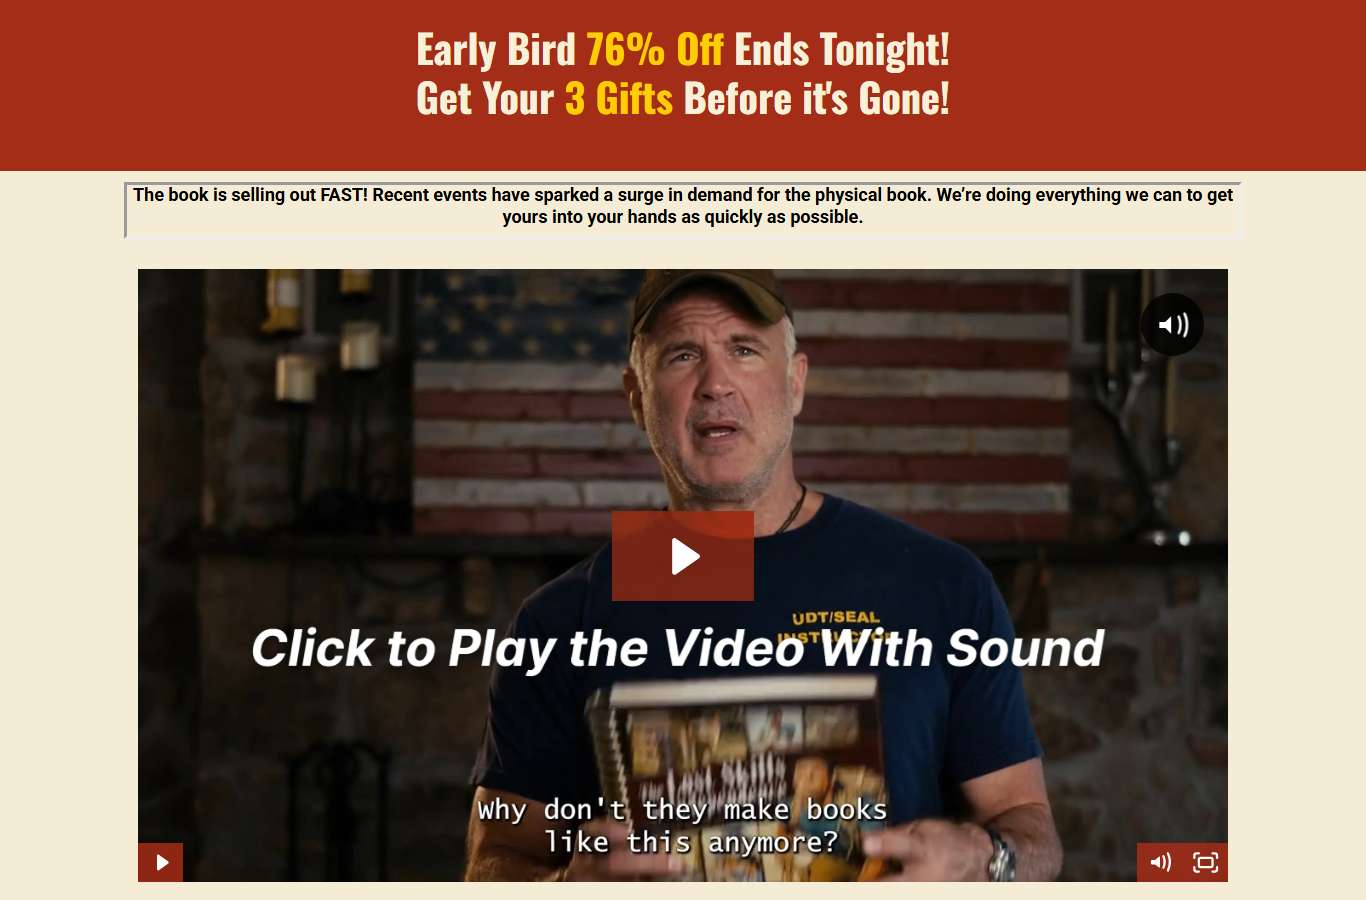 Early Bird 76% Off Ends Tonight!
Get Your 3 Gifts Before it's Gone!
The book is selling out FAST! Recent events have sparked a surge in demand for the physical book. We’re doing everything we can to get
yours into your hands as quickly as possible.
UDT/SEAL
INSTRUCTOR
Click to Play the Video With Sound
Lost Skills
Why don't they make books
like this anymore?